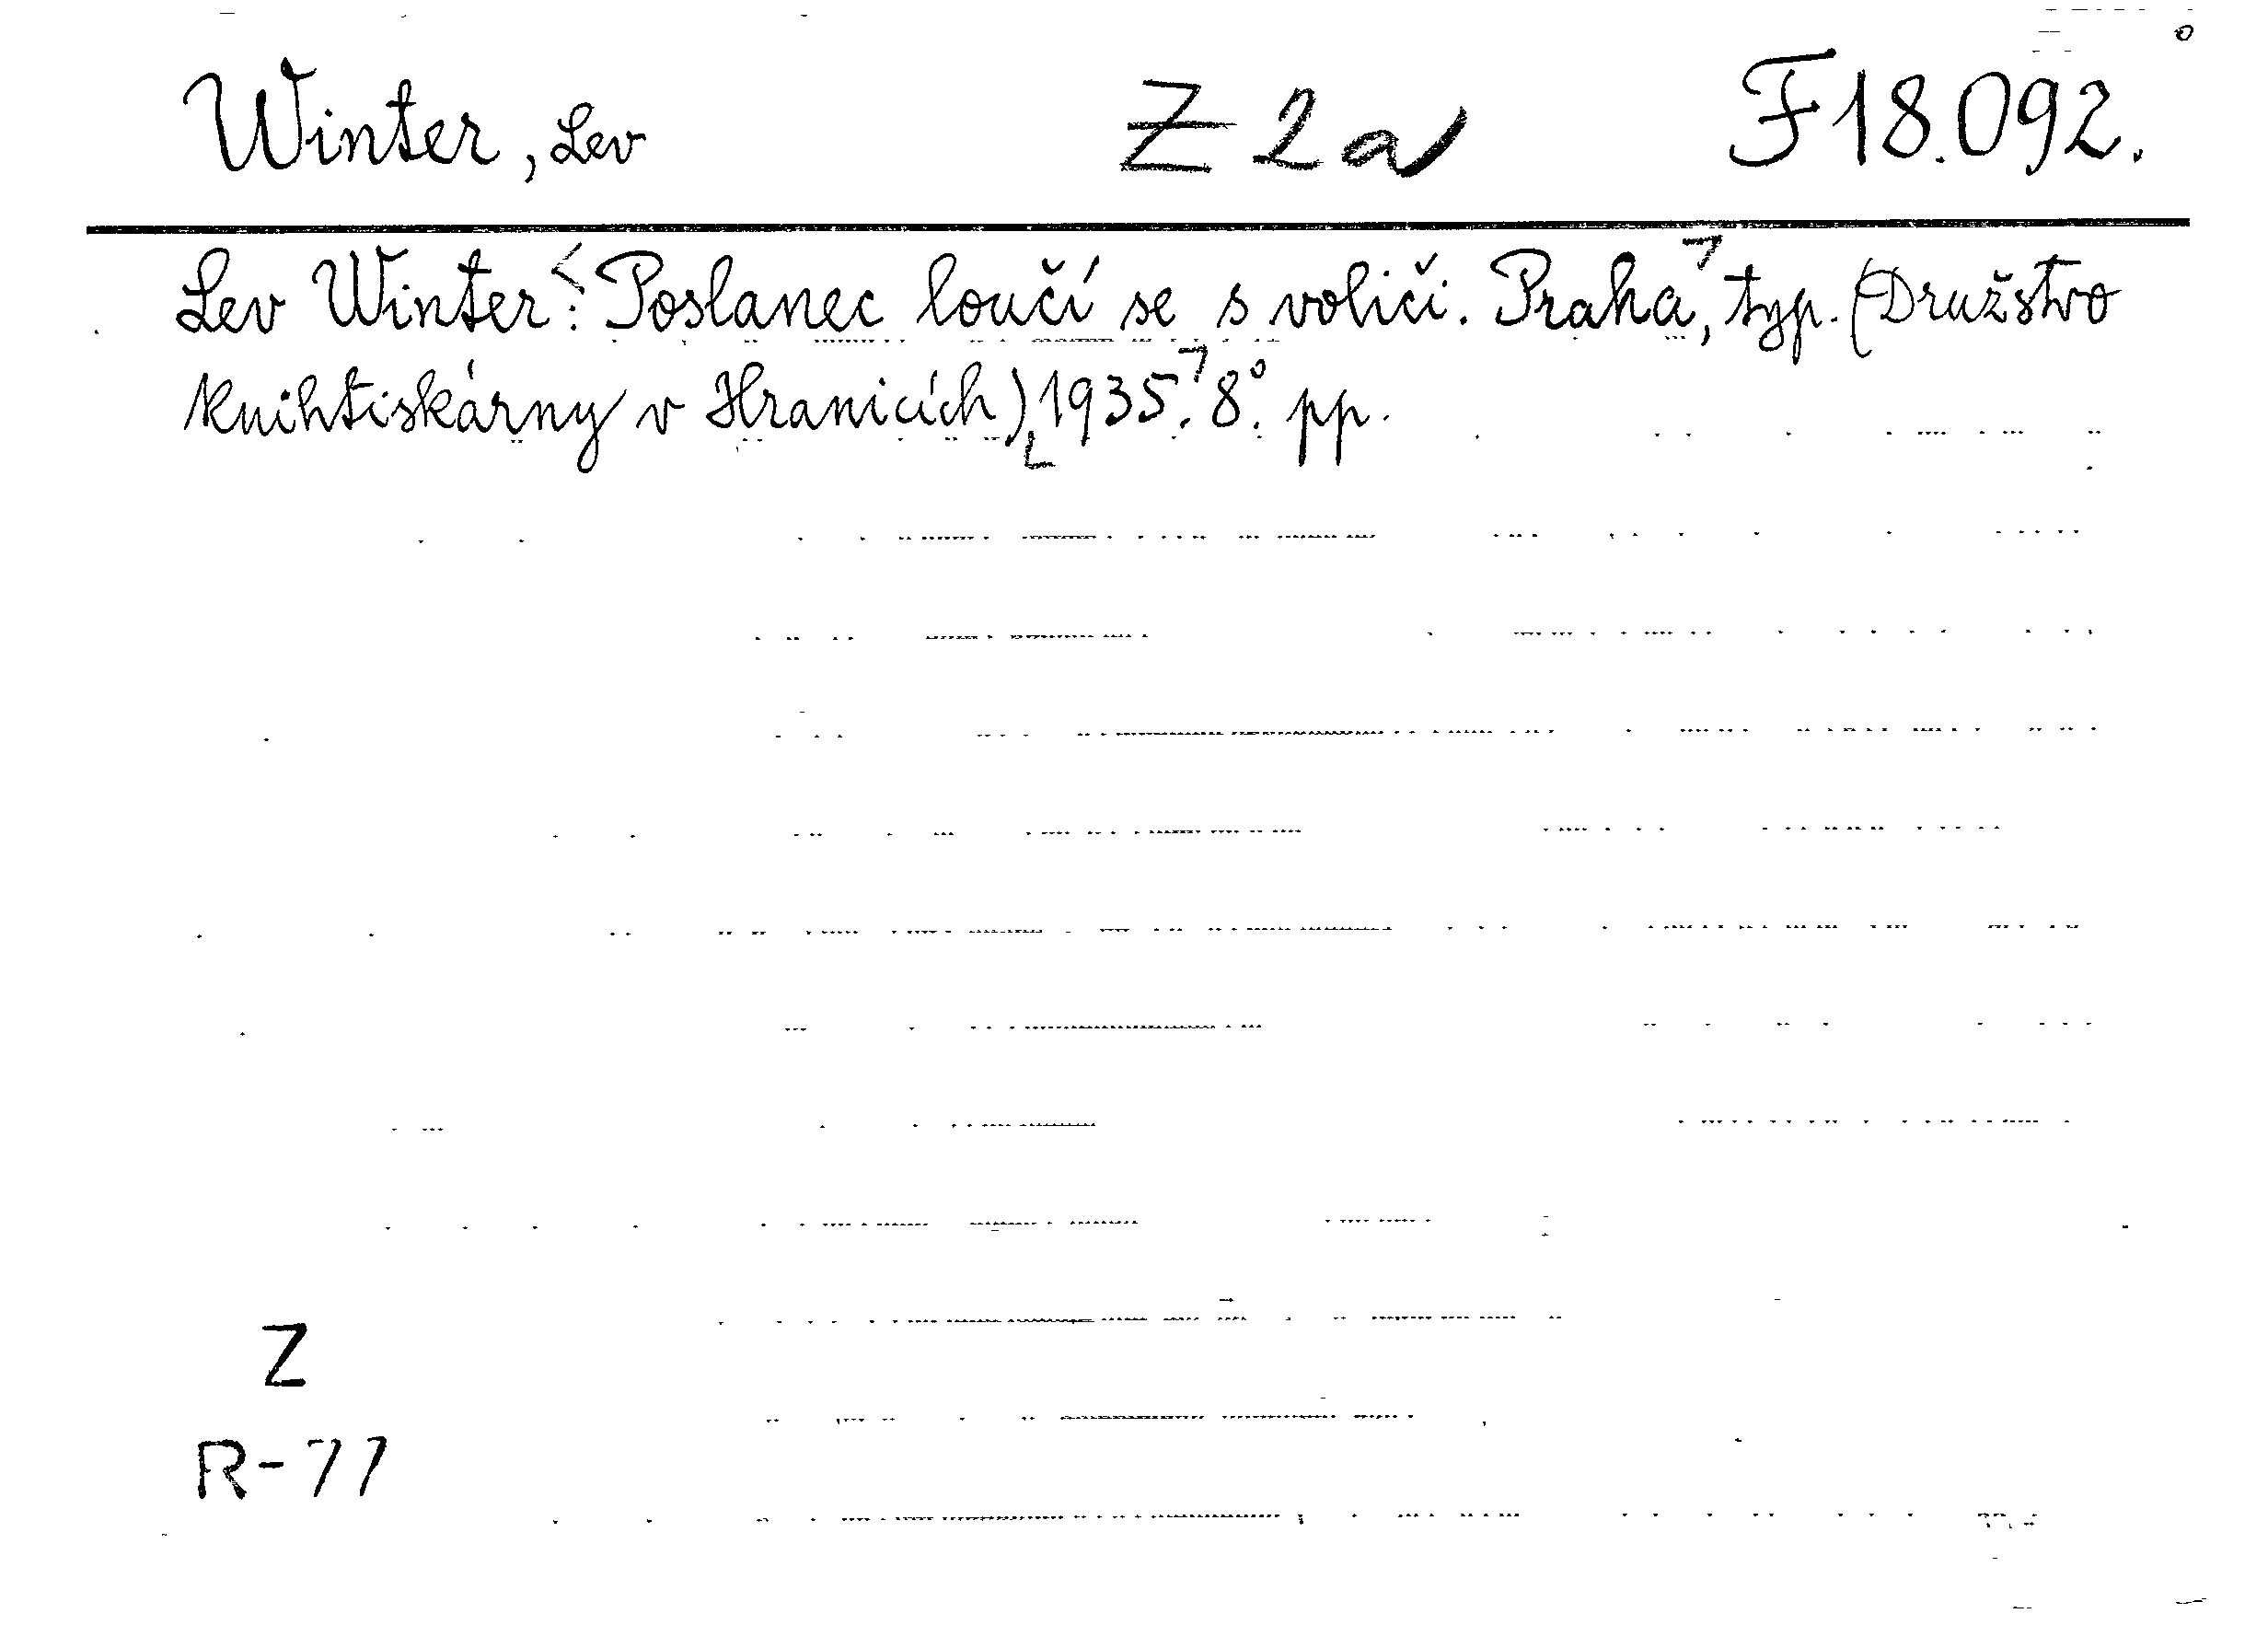 Winter, Lev Z 2a F 18.092.
Lev Winter: Poslanec loučí se s voliči. Praha, typ. (Družstvo
knihtiskárny v Hranicích), 1935. 8°. pp.
Z
R-77